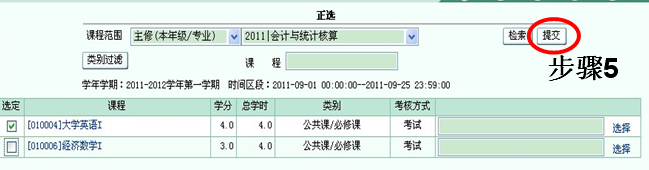 正选
课程范围 主修(本年级/专业) 2011|会计与统计核算 检索 提交
类别过滤 课 程 步骤5
学年学期：2011-2012学年第一学期 时间区段：2011-09-01 00:00:00--2011-09-25 23:59:00
选定 课程 学分 总学时 类别 考核方式
[010004]大学英语I 4.0 4.0 公共课/必修课 考试 选择
[010006]经济数学I 3.0 4.0 公共课/必修课 考试 选择